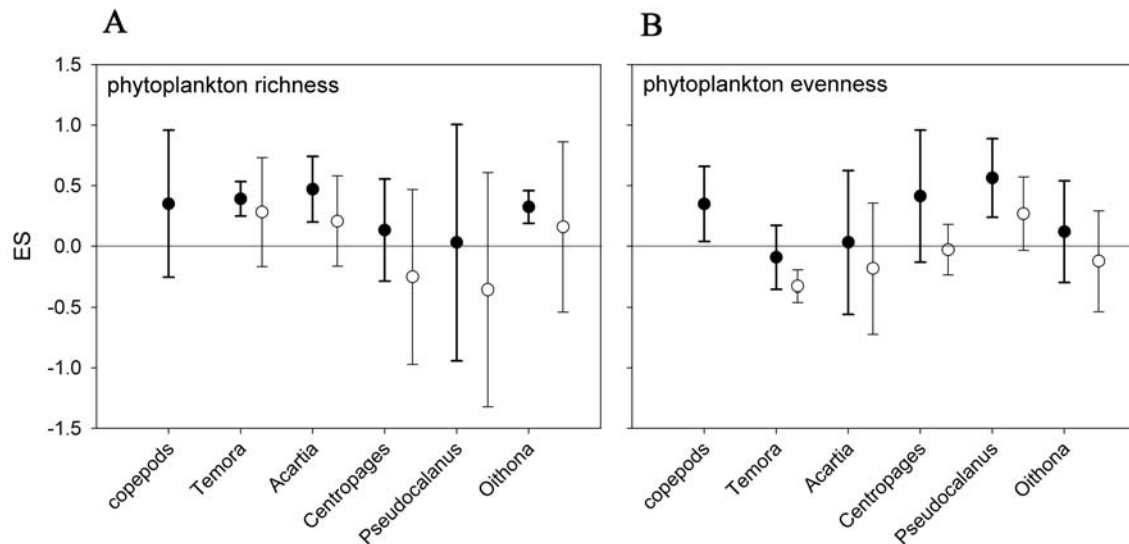 A
B
phytoplankton richness
phytoplankton evenness
ES
1.5
1.0
0.5
0.0
-0.5
-1.0
-1.5
copepods
Temora
Acartia
Centropages
Pseudocalanus
Oithona
copepods
Temora
Acartia
Centropages
Pseudocalanus
Oithona